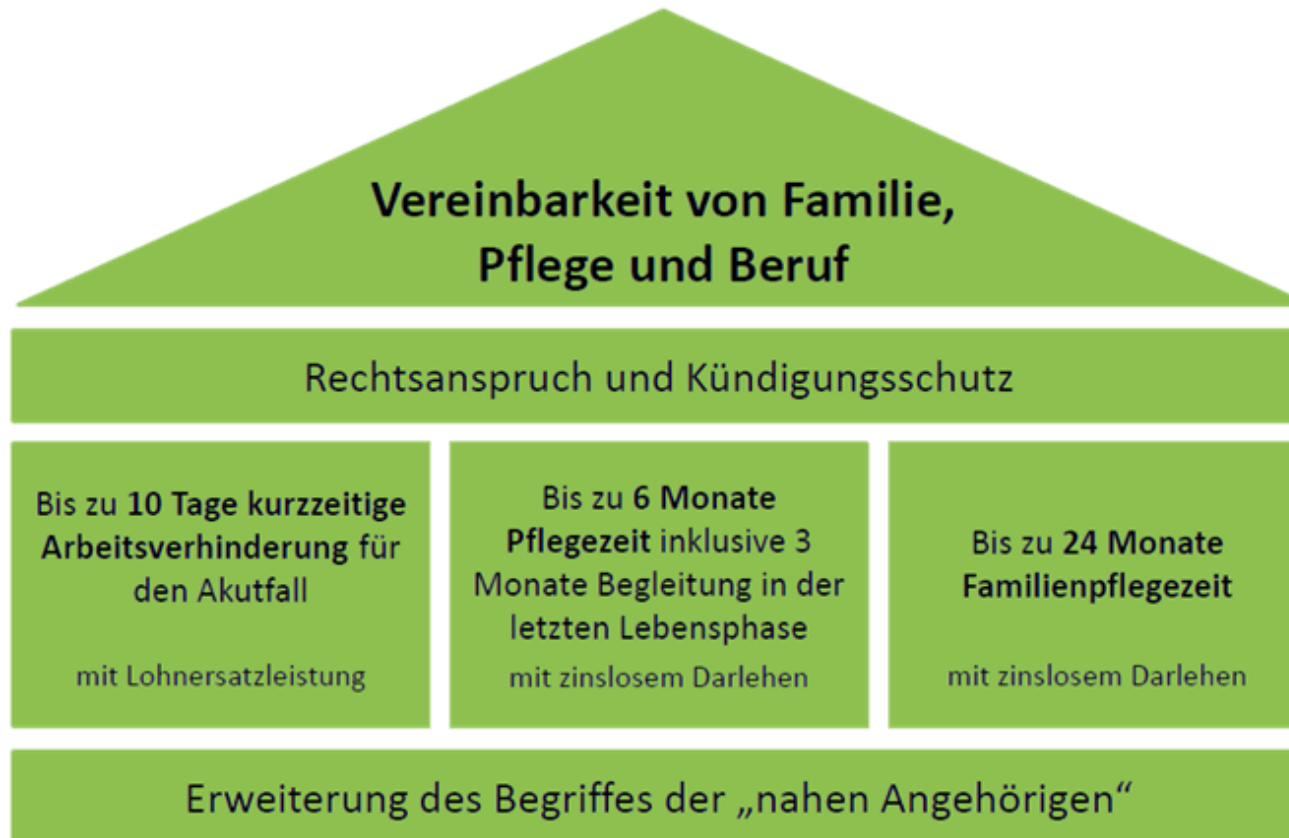 Vereinbarkeit von Familie,
Pflege und Beruf
Rechtsanspruch und Kündigungsschutz
Bis zu 10 Tage kurzzeitige
Arbeitsverhinderung für
den Akutfall
mit Lohnersatzleistung
Bis zu 6 Monate
Pflegezeit inklusive 3
Monate Begleitung in der
letzten Lebensphase
mit zinslosem Darlehen
Bis zu 24 Monate
Familienpflegezeit
mit zinslosem Darlehen
Erweiterung des Begriffes der „nahen Angehörigen“